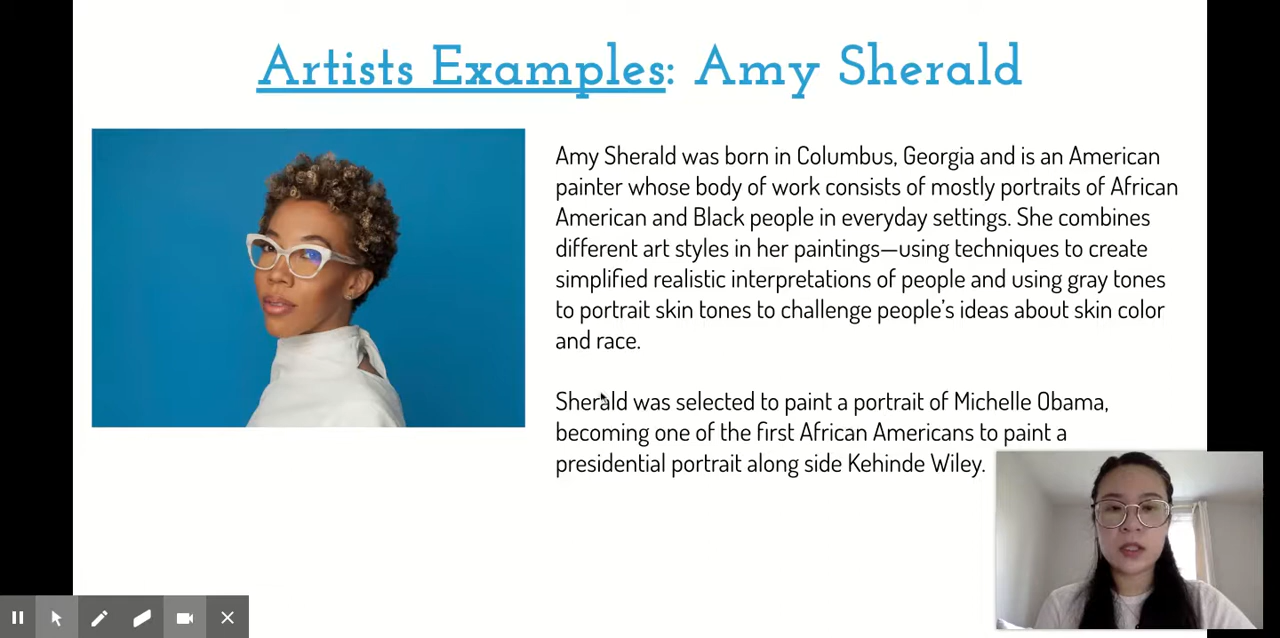 Artists Examples: Amy Sherald
Amy Sherald was born in Columbus, Georgia and is an American
painter whose body of work consists of mostly portraits of African
American and Black people in everyday settings. She combines
different art styles in her paintings—using techniques to create
simplified realistic interpretations of people and using gray tones
to portrait skin tones to challenge people's ideas about skin color
and race.
Sherald was selected to paint a portrait of Michelle Obama,
becoming one of the first African Americans to paint a
presidential portrait along side Kehinde Wiley.